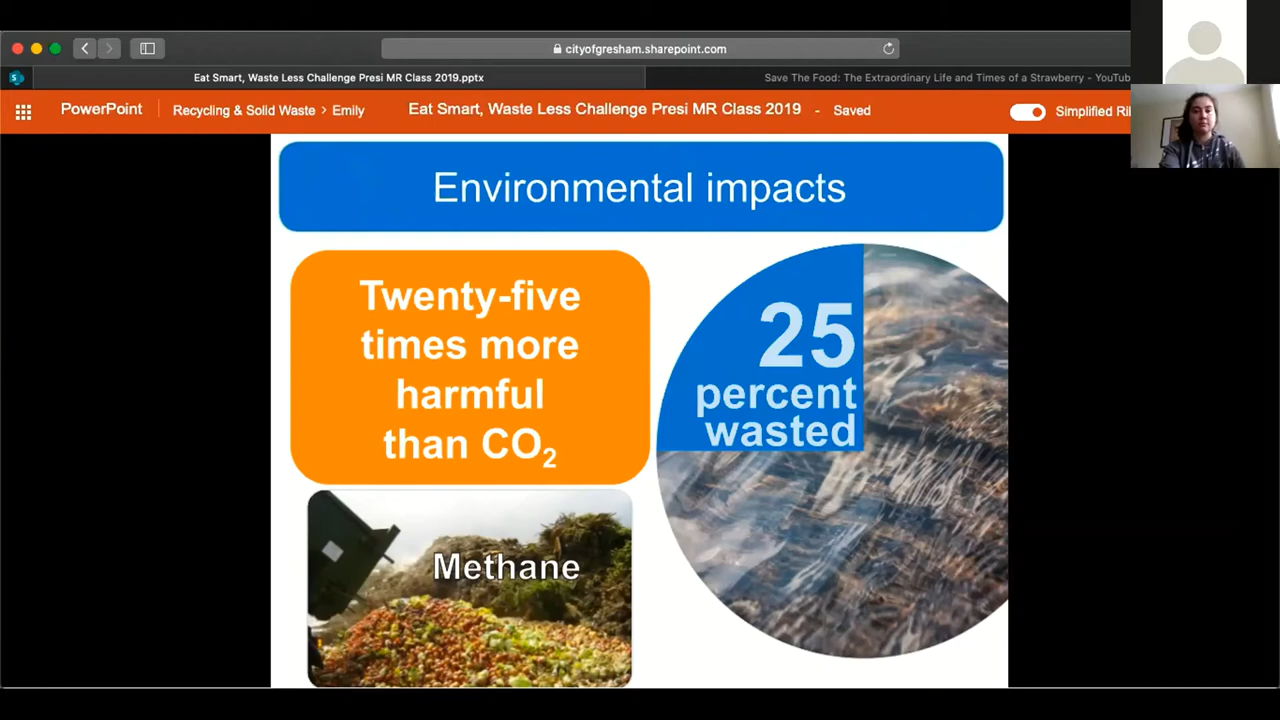 cityofgresham.sharepoint.com
Eat Smart, Waste Less Challenge Presi MR Class 2019.pptx
Save The Food: The Extraordinary Life and Times of a Strawberry - YouTub
PowerPoint
Recycling & Solid Waste > Emily
Eat Smart, Waste Less Challenge Presi MR Class 2019 - Saved
Simplified Ri
Environmental impacts
Twenty-five
times more
harmful
than CO₂
Methane
25
percent
wasted